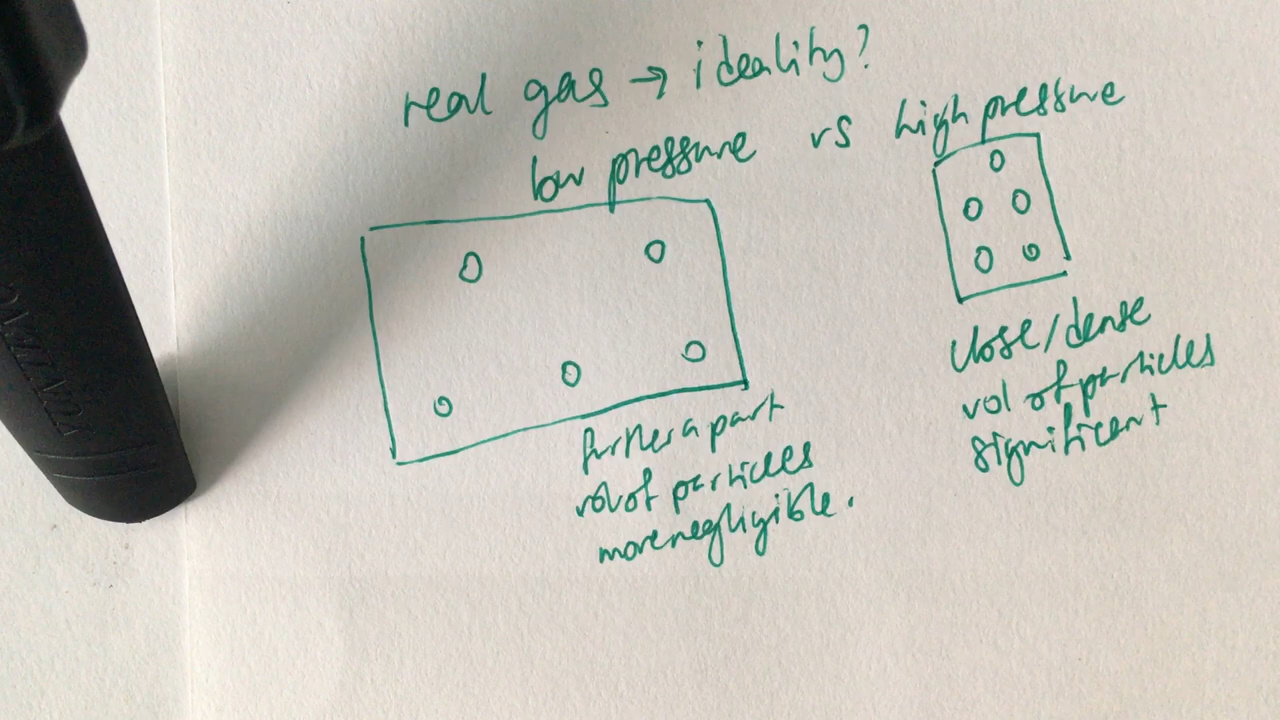 real gas → ideality?
low pressure vs high pressure
further apart
vol of particles
more negligible.
close/dense
vol of particles
significant